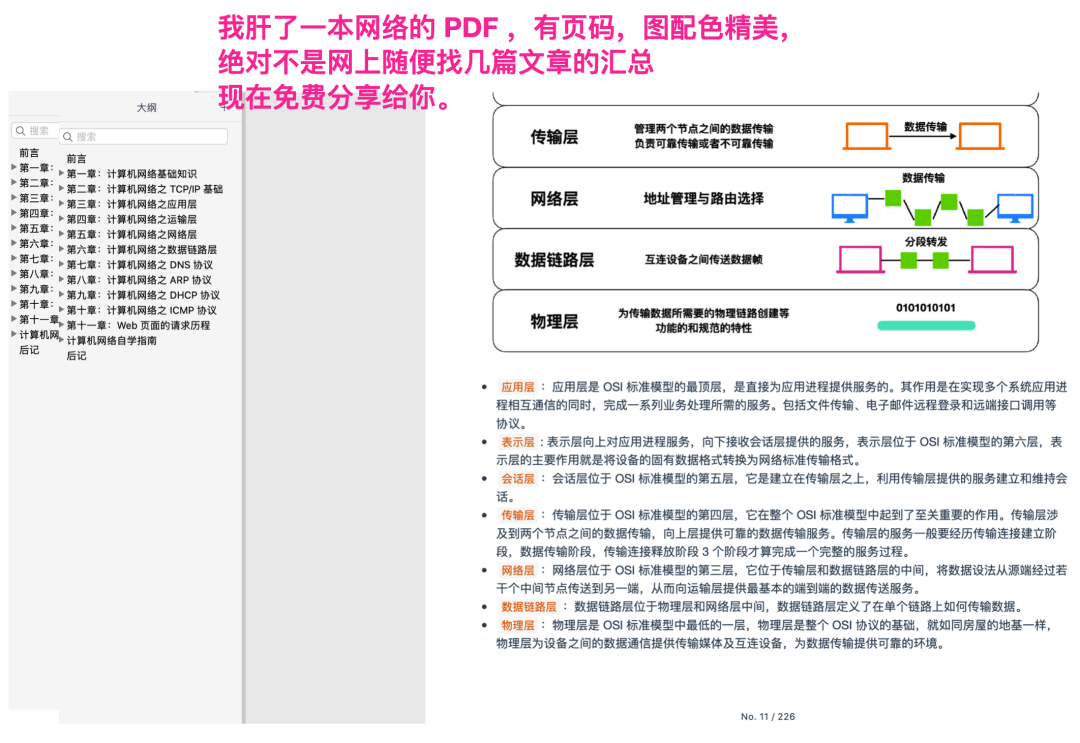 我肝了一本网络的 PDF ，有页码，图配色精美，
绝对不是网上随便找几篇文章的汇总
现在免费分享给你。
大纲
搜索
前言
第一章：
第二章：
第三章：
第四章：
第五章：
第六章：
第七章：
第八章：
第九章：
第十章：
第十一章
计算机网
后记
搜索
前言
第一章：计算机网络基础知识
第二章：计算机网络之 TCP/IP 基础
第三章：计算机网络之应用层
第四章：计算机网络之运输层
第五章：计算机网络之网络层
第六章：计算机网络之数据链路层
第七章：计算机网络之 DNS 协议
第八章：计算机网络之 ARP 协议
第九章：计算机网络之 DHCP 协议
第十章：计算机网络之 ICMP 协议
第十一章：Web 页面的请求历程
计算机网络自学指南
后记
传输层
管理两个节点之间的数据传输
负责可靠传输或者不可靠传输
数据传输
网络层
地址管理与路由选择
数据传输
数据链路层
互连设备之间传送数据帧
分段转发
物理层
为传输数据所需要的物理链路创建等
功能的和规范的特性
0101010101
应用层 ： 应用层是 OSI 标准模型的最顶层，是直接为应用进程提供服务的。其作用是在实现多个系统应用进
程相互通信的同时，完成一系列业务处理所需的服务。包括文件传输、电子邮件远程登录和远端接口调用等
协议。
表示层 : 表示层向上对应用进程服务，向下接收会话层提供的服务，表示层位于 OSI 标准模型的第六层，表
示层的主要作用就是将设备的固有数据格式转换为网络标准传输格式。
会话层 ： 会话层位于 OSI 标准模型的第五层，它是建立在传输层之上，利用传输层提供的服务建立和维持会
话。
传输层 ： 传输层位于 OSI 标准模型的第四层，它在整个 OSI 标准模型中起到了至关重要的作用。传输层涉
及到两个节点之间的数据传输，向上层提供可靠的数据传输服务。传输层的服务一般要经历传输连接建立阶
段，数据传输阶段，传输连接释放阶段 3 个阶段才算完成一个完整的服务过程。
网络层 ： 网络层位于 OSI 标准模型的第三层，它位于传输层和数据链路层的中间，将数据设法从源端经过若
干个中间节点传送到另一端，从而向运输层提供最基本的端到端的数据传送服务。
数据链路层 ： 数据链路层位于物理层和网络层中间，数据链路层定义了在单个链路上如何传输数据。
物理层 ： 物理层是 OSI 标准模型中最低的一层，物理层是整个 OSI 协议的基础，就如同房屋的地基一样，
物理层为设备之间的数据通信提供传输媒体及互连设备，为数据传输提供可靠的环境。
No. 11 / 226